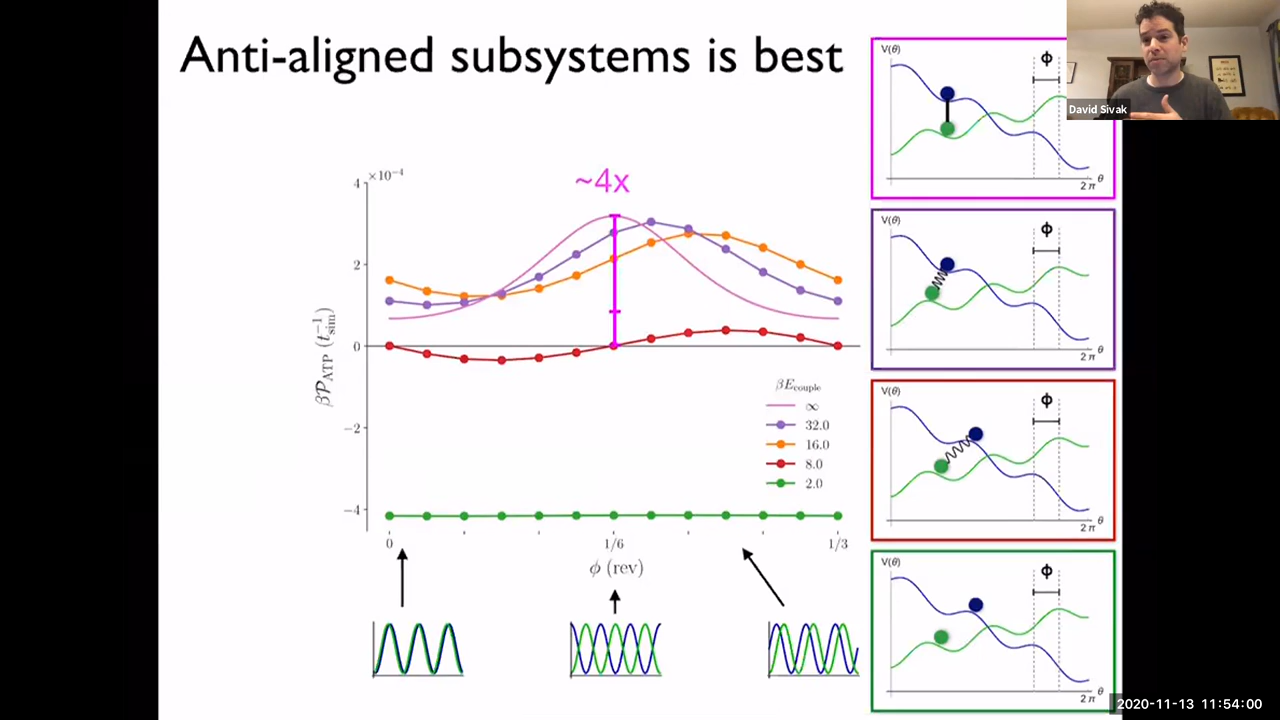 Anti-aligned subsystems is best
David Sivak
V(θ)
ϕ
θ
2π
V(θ)
ϕ
θ
2π
V(θ)
ϕ
θ
2π
V(θ)
ϕ
θ
2π
×10⁻⁴
~4x
4
2
0
−2
−4
β𝒫_ATP (t_sim⁻¹)
βE_couple
∞
32.0
16.0
8.0
2.0
0
1/6
1/3
ϕ (rev)
2020-11-13 11:54:00